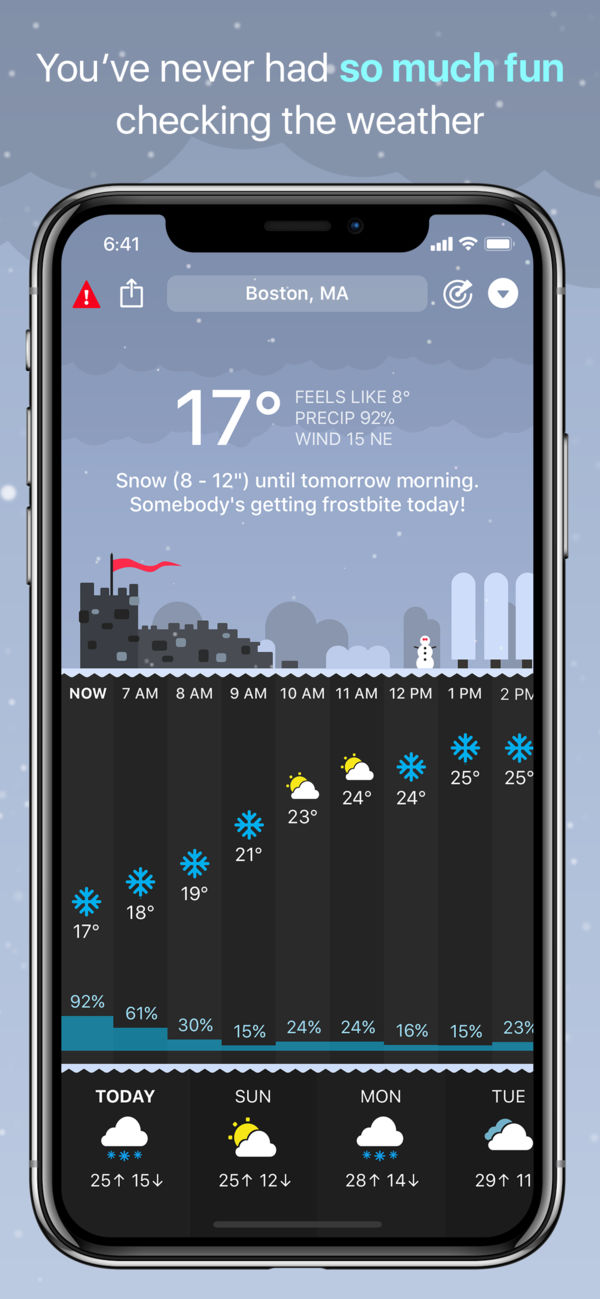 You’ve never had so much fun
checking the weather
6:41
Boston, MA
17°
FEELS LIKE 8°
PRECIP 92%
WIND 15 NE
Snow (8 - 12") until tomorrow morning.
Somebody's getting frostbite today!
NOW 7 AM 8 AM 9 AM 10 AM 11 AM 12 PM 1 PM 2 PM
17° 18° 19° 21° 23° 24° 24° 25° 25°
92% 61% 30% 15% 24% 24% 16% 15% 23%
TODAY SUN MON TUE
25↑ 15↓ 25↑ 12↓ 28↑ 14↓ 29↑ 11